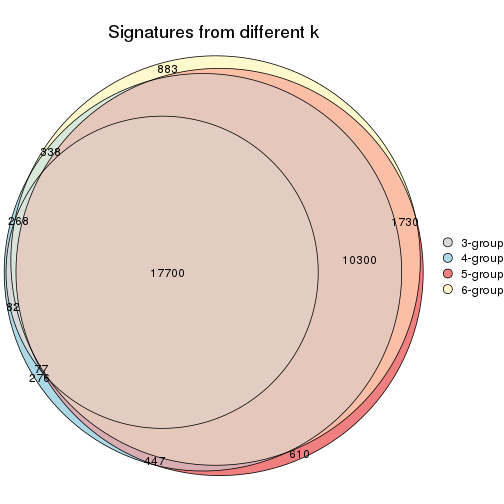 Signatures from different k
883
338
268
1730
10300
17700
82
77
276
447
610
3-group
4-group
5-group
6-group